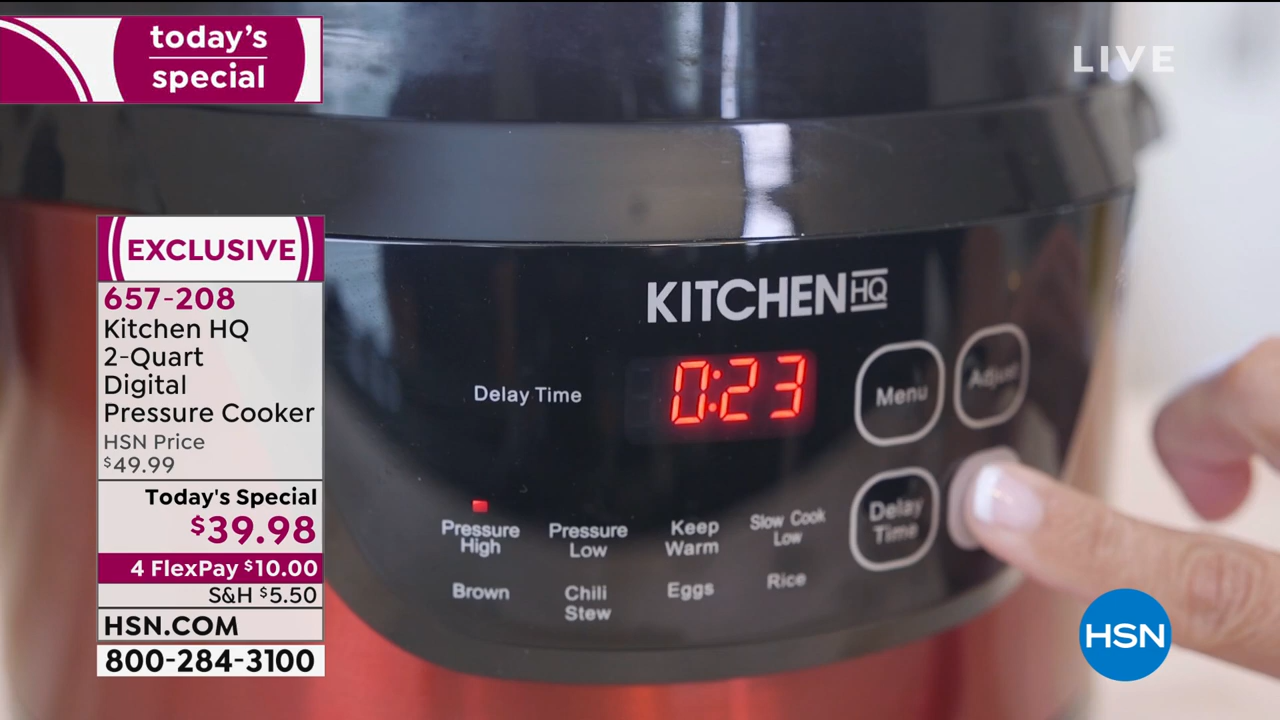 today's
special
LIVE
EXCLUSIVE
657-208
Kitchen HQ
2-Quart
Digital
Pressure Cooker
HSN Price
$49.99
Today's Special
$39.98
4 FlexPay $10.00
S&H $5.50
HSN.COM
800-284-3100
KITCHEN HQ
Delay Time
0:23
Menu
Adjust
Delay
Time
Pressure
High
Pressure
Low
Keep
Warm
Slow Cook
Low
Brown
Chili
Stew
Eggs
Rice
HSN